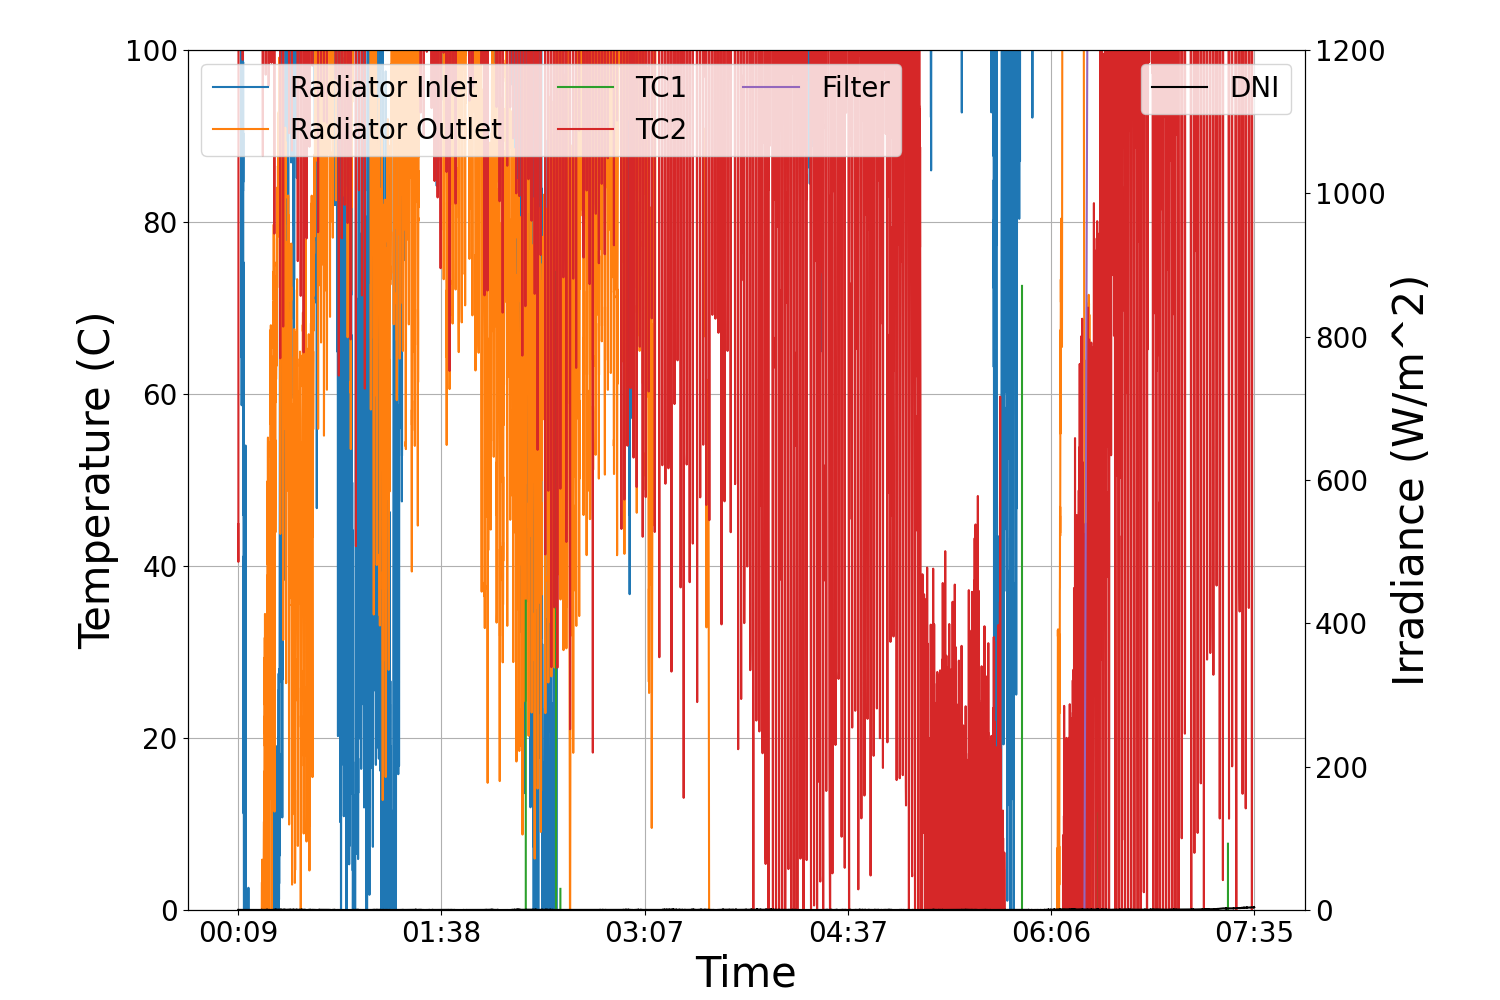 Radiator Inlet
Radiator Outlet
TC1
TC2
Filter
DNI
Temperature (C)
100
80
60
40
20
0
Irradiance (W/m^2)
1200
1000
800
600
400
200
0
00:09 01:38 03:07 04:37 06:06 07:35
Time